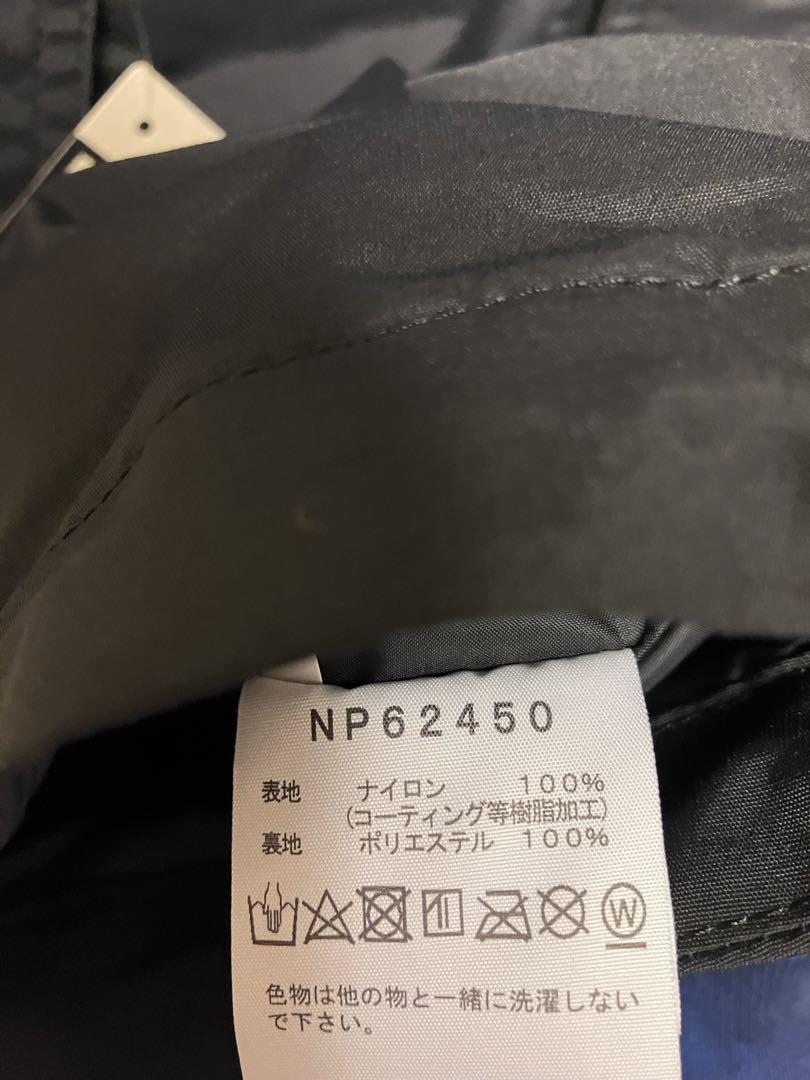 NP62450
表地 ナイロン 100%
(コーティング等樹脂加工)
裏地 ポリエステル 100%
W
色物は他の物と一緒に洗濯しない
で下さい。